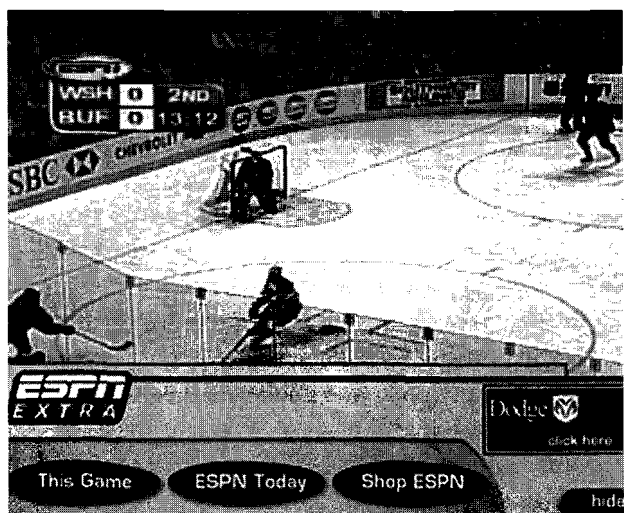 WSH 0 2ND
BUF 0 13:12
SBC
CHEVROLET
ESPN
EXTRA
Dodge
click here
This Game
ESPN Today
Shop ESPN
hide